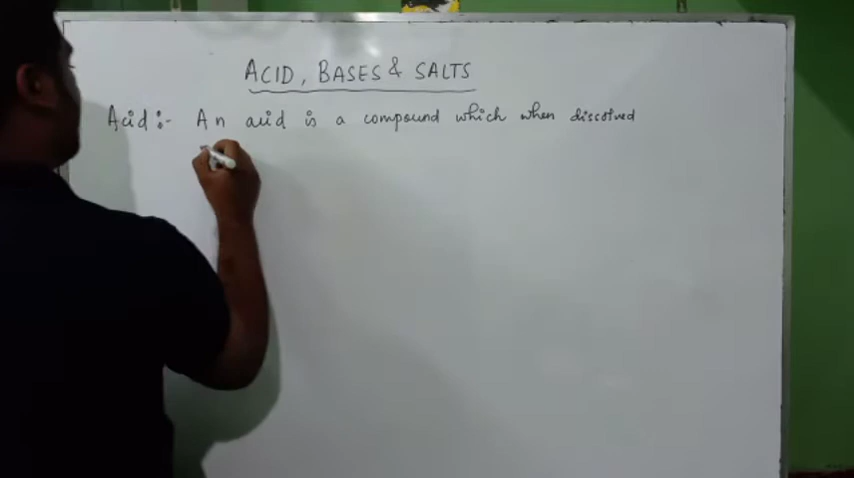 ACID, BASES & SALTS
Acid:- An acid is a compound which when dissolved